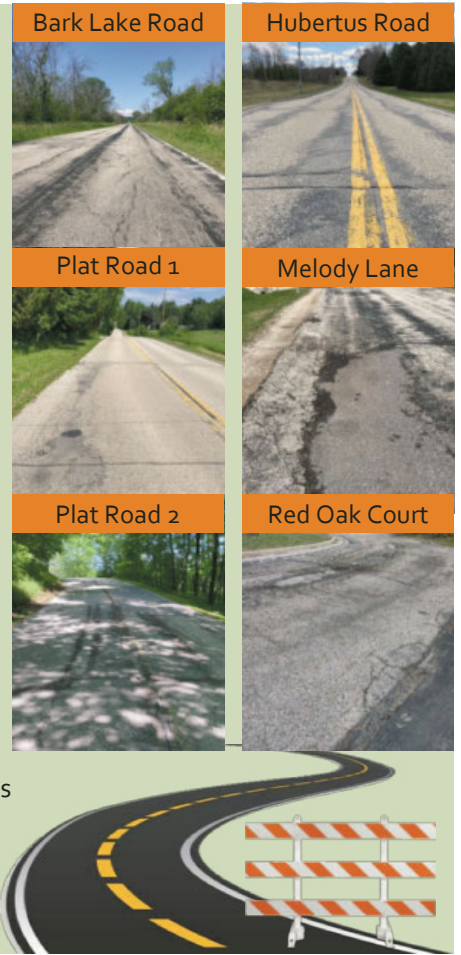 Bark Lake Road
Hubertus Road
Plat Road 1
Melody Lane
Plat Road 2
Red Oak Court
s